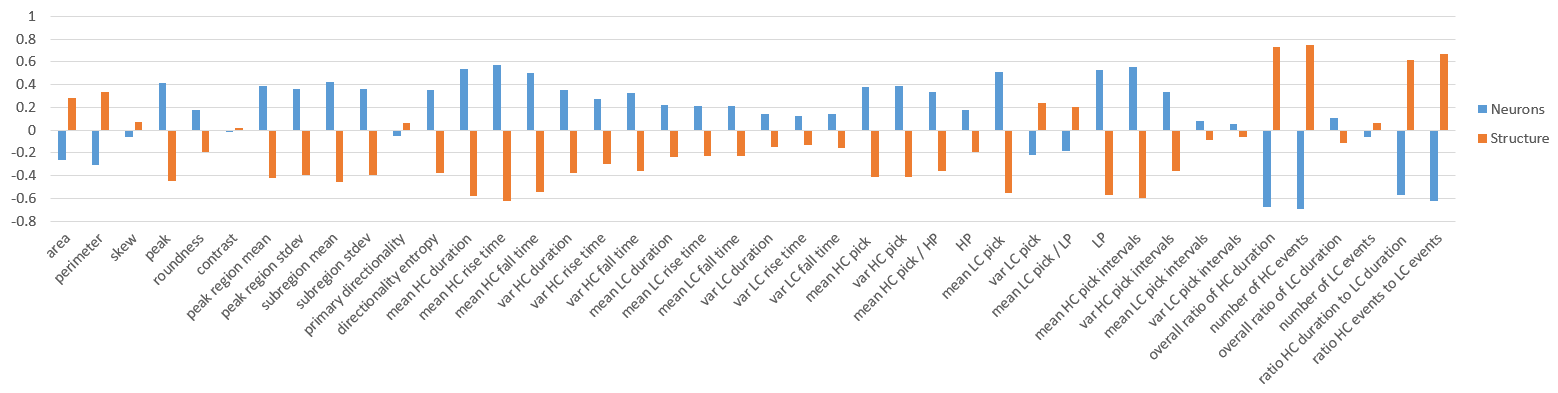 1
0.8
0.6
0.4
0.2
0
-0.2
-0.4
-0.6
-0.8
area
perimeter
skew
peak
roundness
contrast
peak region mean
peak region stdev
subregion mean
subregion stdev
primary directionality
directionality entropy
mean HC duration
mean HC rise time
mean HC fall time
var HC duration
var HC rise time
var HC fall time
mean LC duration
mean LC rise time
mean LC fall time
var LC duration
var LC rise time
var LC fall time
mean HC pick
var HC pick
mean HC pick / HP
HP
mean LC pick
var LC pick
mean LC pick / LP
LP
mean HC pick intervals
var HC pick intervals
mean LC pick intervals
var LC pick intervals
overall ratio of HC duration
number of HC events
overall ratio of LC duration
number of LC events
ratio HC duration to LC duration
ratio HC events to LC events
Neurons
Structure